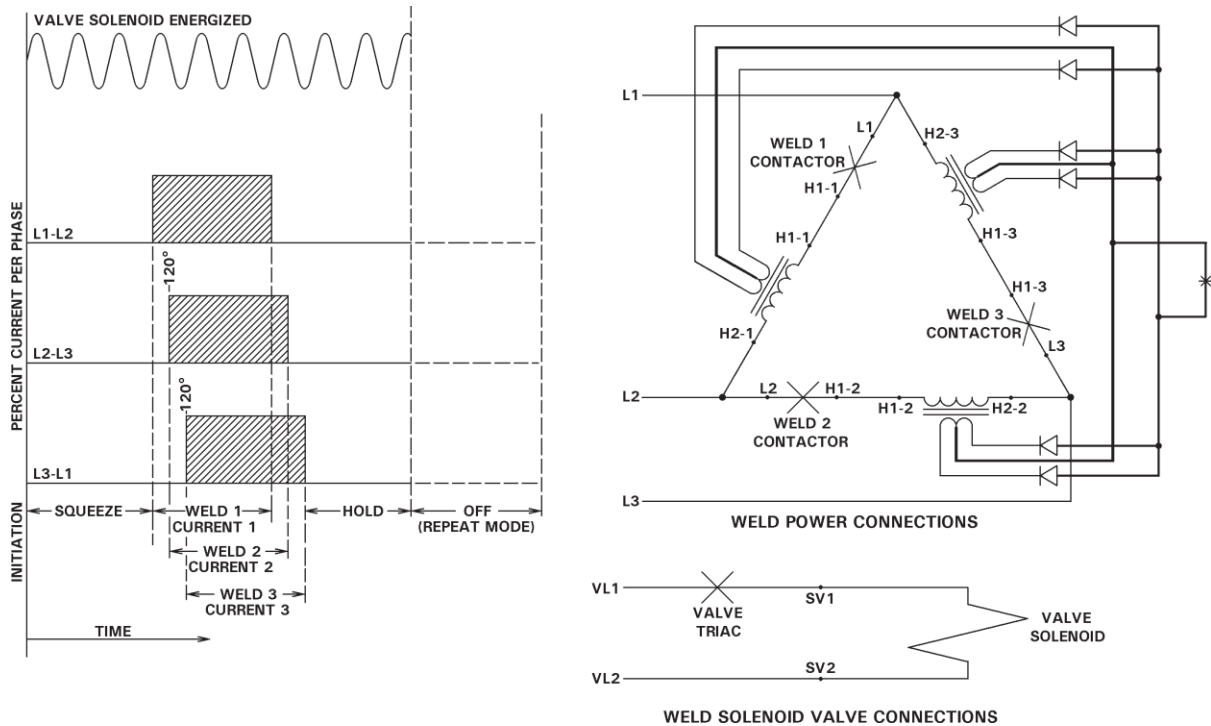 VALVE SOLENOID ENERGIZED
PERCENT CURRENT PER PHASE
L1-L2
120°
L2-L3
120°
L3-L1
INITIATION
SQUEEZE
WELD 1
CURRENT 1
HOLD
OFF
(REPEAT MODE)
WELD 2
CURRENT 2
WELD 3
CURRENT 3
TIME
L1
L1
WELD 1
CONTACTOR
H1-1
H1-1
H2-1
H2-3
H1-3
H1-3
WELD 3
CONTACTOR
L3
L2
L2
H1-2
H1-2
H2-2
WELD 2
CONTACTOR
L3
WELD POWER CONNECTIONS
VL1
SV1
VALVE
TRIAC
VALVE
SOLENOID
VL2
SV2
WELD SOLENOID VALVE CONNECTIONS